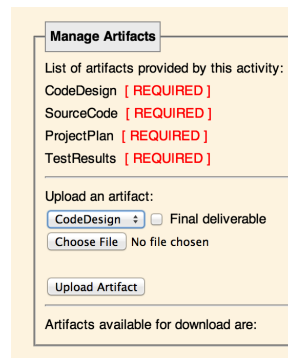 Manage Artifacts
List of artifacts provided by this activity:
CodeDesign [ REQUIRED ]
SourceCode [ REQUIRED ]
ProjectPlan [ REQUIRED ]
TestResults [ REQUIRED ]
Upload an artifact:
CodeDesign Final deliverable
Choose File No file chosen
Upload Artifact
Artifacts available for download are: